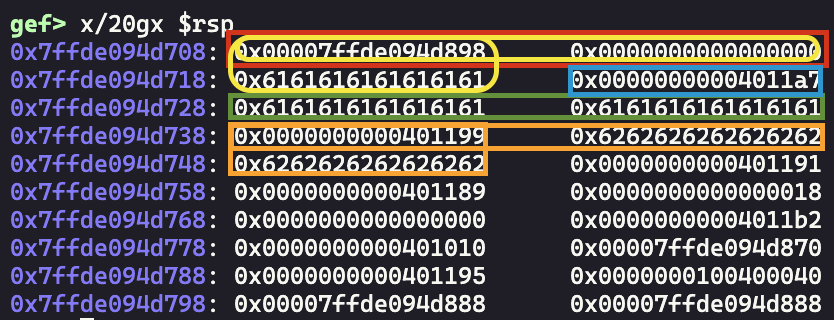 gef> x/20gx $rsp
0x7ffde094d708: 0x00007ffde094d898 0x0000000000000000
0x7ffde094d718: 0x6161616161616161 0x00000000004011a7
0x7ffde094d728: 0x6161616161616161 0x6161616161616161
0x7ffde094d738: 0x0000000000401199 0x6262626262626262
0x7ffde094d748: 0x6262626262626262 0x0000000000401191
0x7ffde094d758: 0x0000000000401189 0x0000000000000018
0x7ffde094d768: 0x0000000000000000 0x00000000004011b2
0x7ffde094d778: 0x0000000000401010 0x00007ffde094d870
0x7ffde094d788: 0x0000000000401195 0x0000000100400040
0x7ffde094d798: 0x00007ffde094d888 0x00007ffde094d888